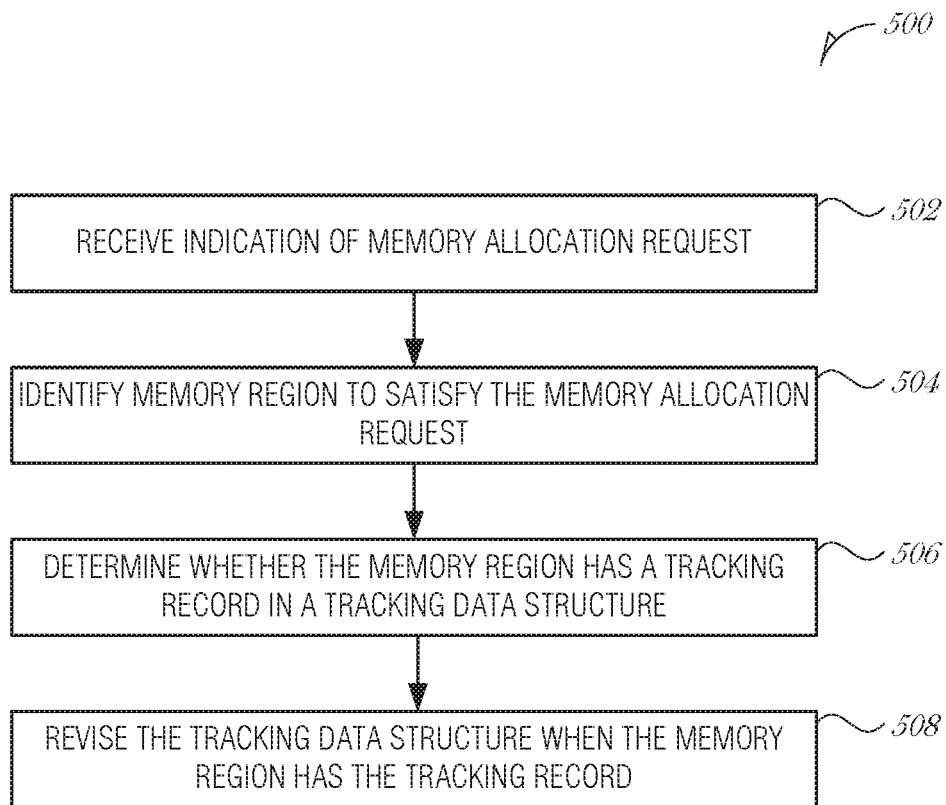 500
RECEIVE INDICATION OF MEMORY ALLOCATION REQUEST
502
IDENTIFY MEMORY REGION TO SATISFY THE MEMORY ALLOCATION
REQUEST
504
DETERMINE WHETHER THE MEMORY REGION HAS A TRACKING
RECORD IN A TRACKING DATA STRUCTURE
506
REVISE THE TRACKING DATA STRUCTURE WHEN THE MEMORY
REGION HAS THE TRACKING RECORD
508